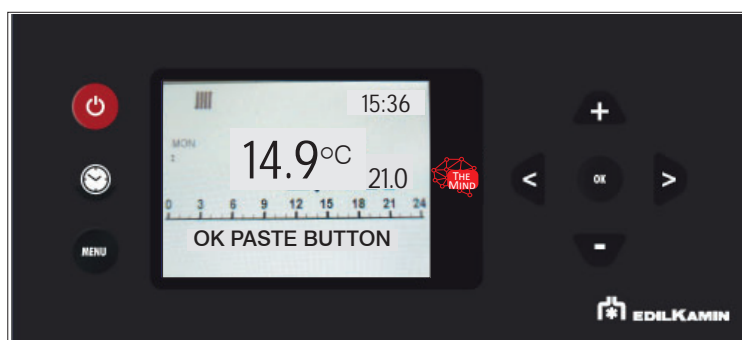 15:36
MON
14.9°C
21.0
0 3 6 9 12 15 18 21 24
OK PASTE BUTTON
MENU
THE
MIND
<
OK
>
+
-
EDILKAMIN